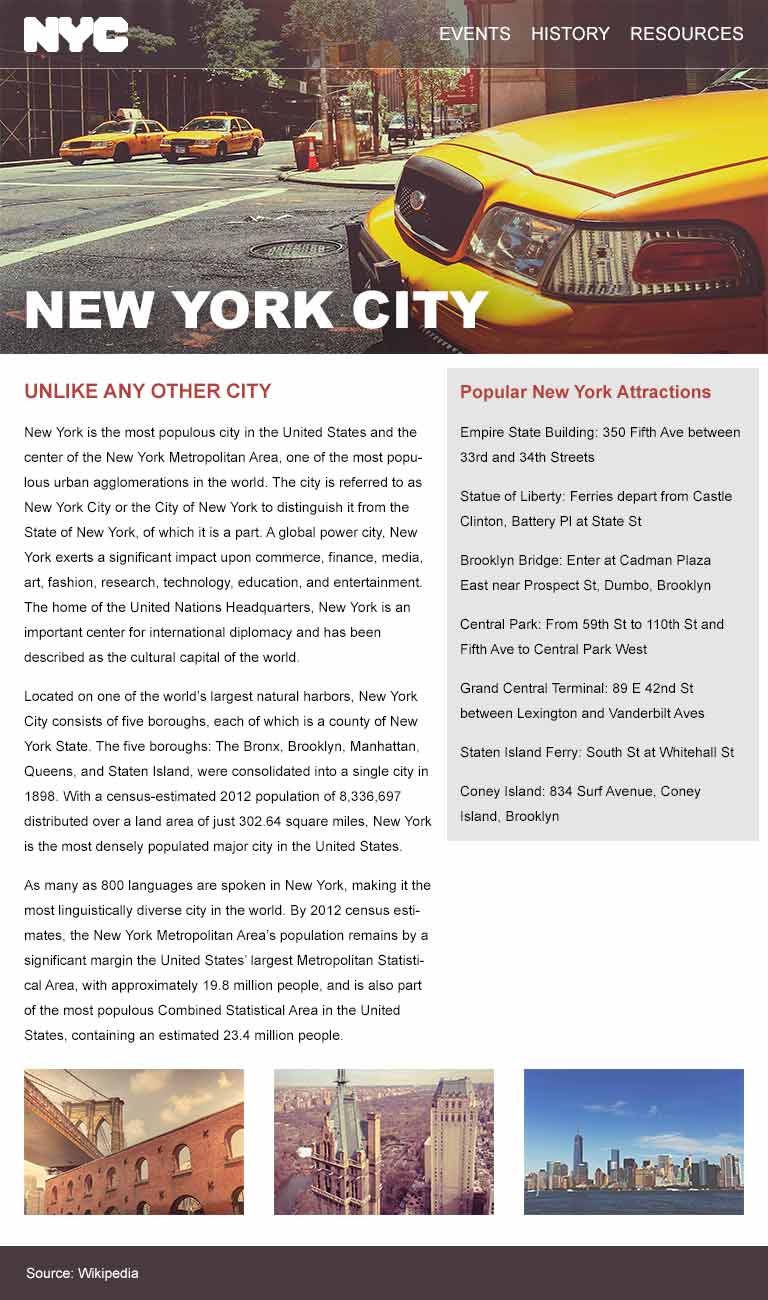 NYC
EVENTS HISTORY RESOURCES
NEW YORK CITY
UNLIKE ANY OTHER CITY
New York is the most populous city in the United States and the
center of the New York Metropolitan Area, one of the most popu-
lous urban agglomerations in the world. The city is referred to as
New York City or the City of New York to distinguish it from the
State of New York, of which it is a part. A global power city, New
York exerts a significant impact upon commerce, finance, media,
art, fashion, research, technology, education, and entertainment.
The home of the United Nations Headquarters, New York is an
important center for international diplomacy and has been
described as the cultural capital of the world.
Located on one of the world’s largest natural harbors, New York
City consists of five boroughs, each of which is a county of New
York State. The five boroughs: The Bronx, Brooklyn, Manhattan,
Queens, and Staten Island, were consolidated into a single city in
1898. With a census-estimated 2012 population of 8,336,697
distributed over a land area of just 302.64 square miles, New York
is the most densely populated major city in the United States.
As many as 800 languages are spoken in New York, making it the
most linguistically diverse city in the world. By 2012 census esti-
mates, the New York Metropolitan Area’s population remains by a
significant margin the United States’ largest Metropolitan Statisti-
cal Area, with approximately 19.8 million people, and is also part
of the most populous Combined Statistical Area in the United
States, containing an estimated 23.4 million people.
Popular New York Attractions
Empire State Building: 350 Fifth Ave between
33rd and 34th Streets
Statue of Liberty: Ferries depart from Castle
Clinton, Battery Pl at State St
Brooklyn Bridge: Enter at Cadman Plaza
East near Prospect St, Dumbo, Brooklyn
Central Park: From 59th St to 110th St and
Fifth Ave to Central Park West
Grand Central Terminal: 89 E 42nd St
between Lexington and Vanderbilt Aves
Staten Island Ferry: South St at Whitehall St
Coney Island: 834 Surf Avenue, Coney
Island, Brooklyn
Source: Wikipedia